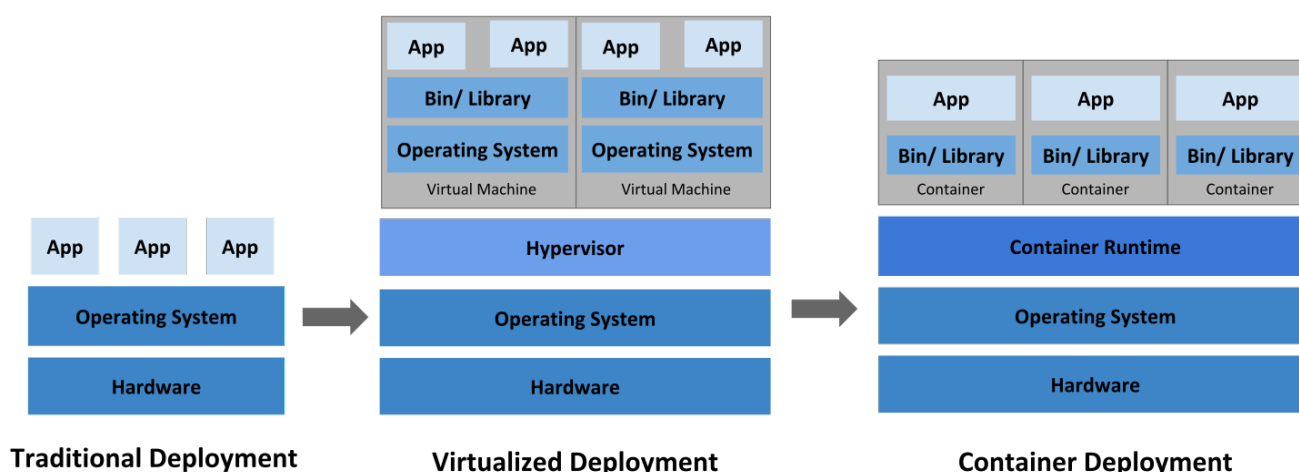 App
App
App
Operating System
Hardware
Traditional Deployment
App
App
Bin/ Library
Operating System
Virtual Machine
App
App
Bin/ Library
Operating System
Virtual Machine
Hypervisor
Operating System
Hardware
Virtualized Deployment
App
Bin/ Library
Container
App
Bin/ Library
Container
App
Bin/ Library
Container
Container Runtime
Operating System
Hardware
Container Deployment